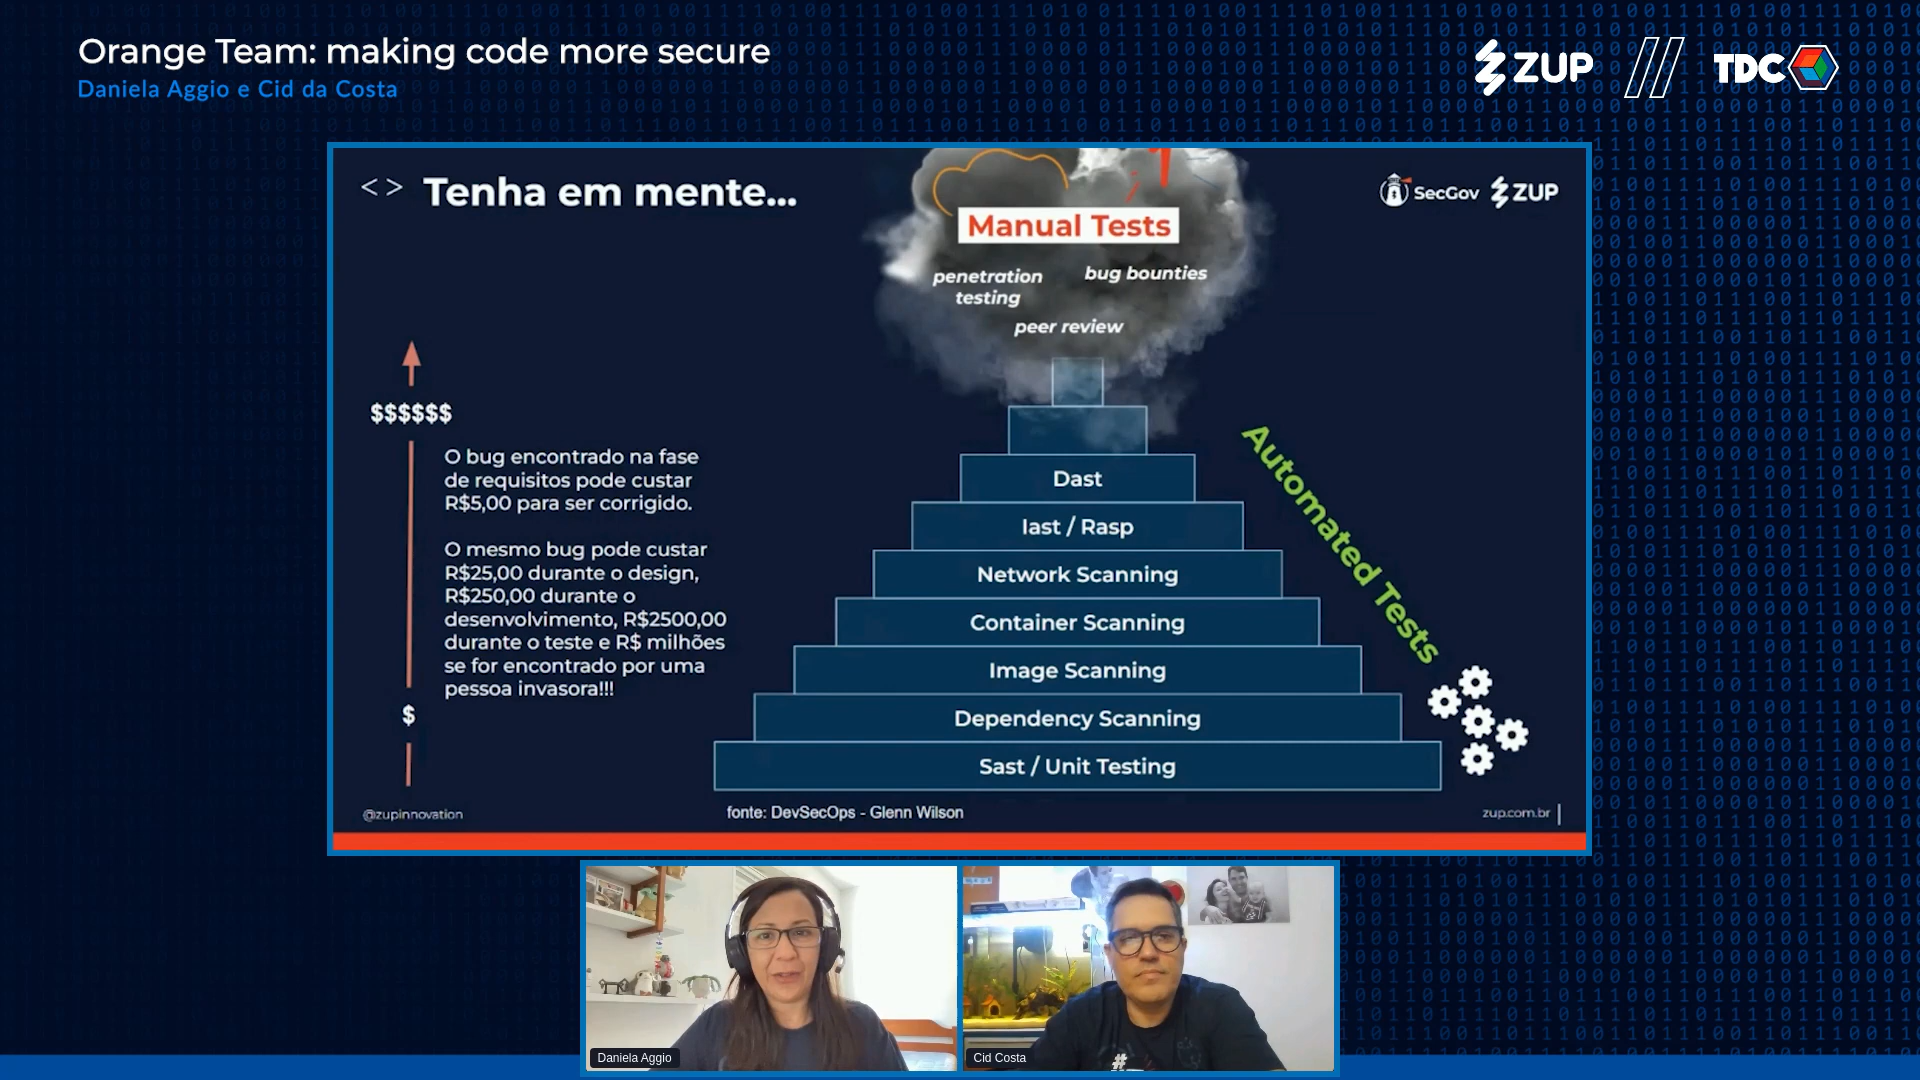 Orange Team: making code more secure
Daniela Aggio e Cid da Costa
ZUP
TDC
< > Tenha em mente...
SecGov ZUP
Manual Tests
penetration
testing
bug bounties
peer review
$$$$$$
O bug encontrado na fase
de requisitos pode custar
R$5,00 para ser corrigido.
O mesmo bug pode custar
R$25,00 durante o design,
R$250,00 durante o
desenvolvimento, R$2500,00
durante o teste e R$ milhões
se for encontrado por uma
pessoa invasora!!!
$
Dast
Iast / Rasp
Network Scanning
Container Scanning
Image Scanning
Dependency Scanning
Sast / Unit Testing
Automated Tests
@zupinnovation
fonte: DevSecOps - Glenn Wilson
zup.com.br
Daniela Aggio
Cid Costa
#